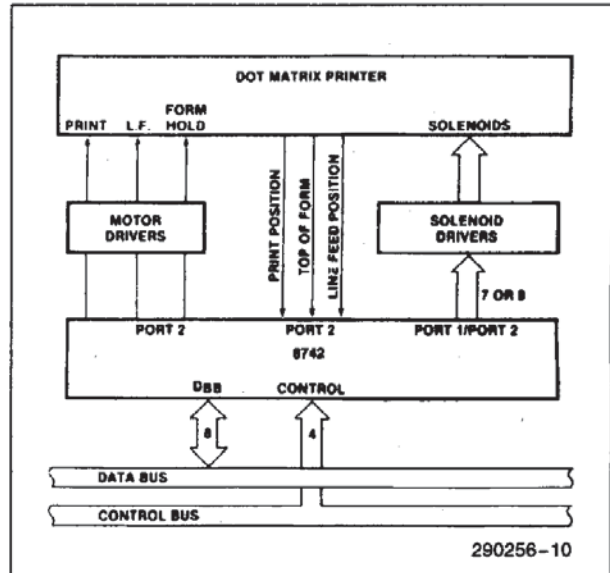 DOT MATRIX PRINTER
PRINT
L.F.
FORM
HOLD
SOLENOIDS
MOTOR
DRIVERS
PRINT POSITION
TOP OF FORM
LINE FEED POSITION
SOLENOID
DRIVERS
7 OR 8
PORT 2
PORT 2
PORT 1/PORT 2
8742
DBB
CONTROL
8
4
DATA BUS
CONTROL BUS
290256-10